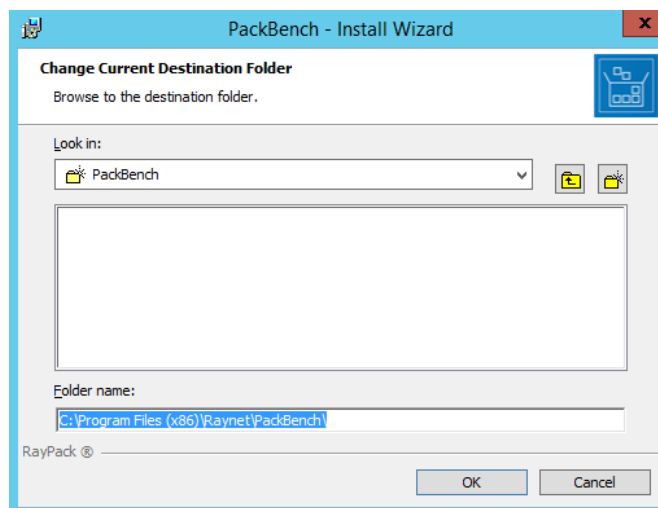 PackBench - Install Wizard
x
Change Current Destination Folder
Browse to the destination folder.
Look in:
PackBench
Folder name:
C:\Program Files (x86)\Raynet\PackBench\
RayPack ®
OK Cancel